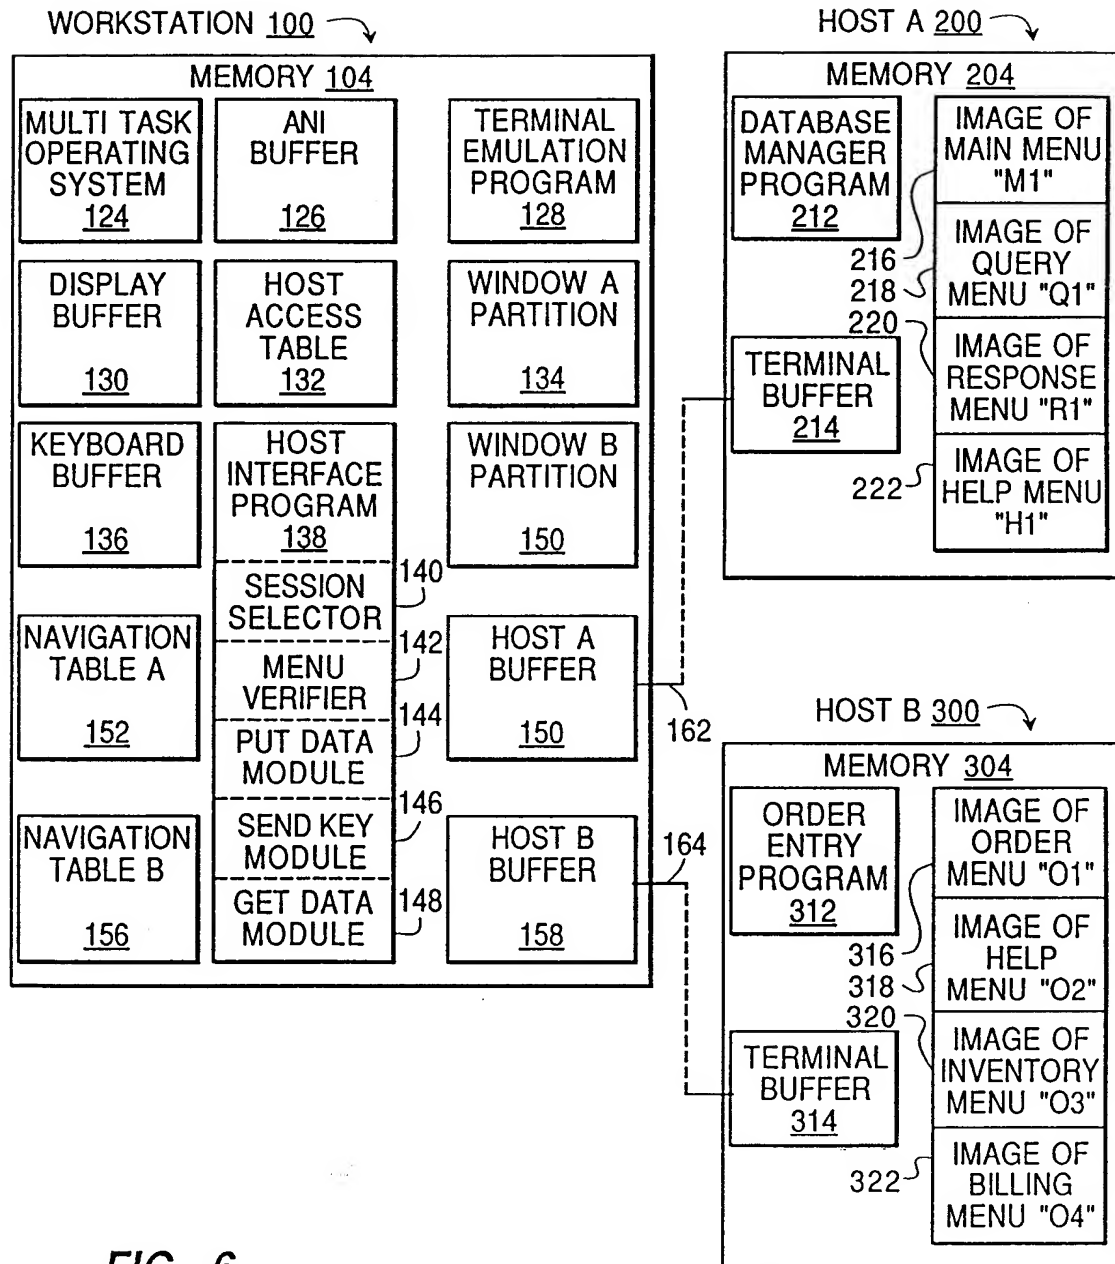 WORKSTATION 100
MEMORY 104
MULTI TASK
OPERATING
SYSTEM
124
ANI
BUFFER
126
TERMINAL
EMULATION
PROGRAM
128
DISPLAY
BUFFER
130
HOST
ACCESS
TABLE
132
WINDOW A
PARTITION
134
KEYBOARD
BUFFER
136
HOST
INTERFACE
PROGRAM
138
WINDOW B
PARTITION
150
140
SESSION
SELECTOR
142
MENU
VERIFIER
144
PUT DATA
MODULE
146
SEND KEY
MODULE
148
GET DATA
MODULE
NAVIGATION
TABLE A
152
HOST A
BUFFER
150
162
NAVIGATION
TABLE B
156
HOST B
BUFFER
158
164
HOST A 200
MEMORY 204
DATABASE
MANAGER
PROGRAM
212
IMAGE OF
MAIN MENU
"M1"
216
IMAGE OF
QUERY
MENU "Q1"
218
220
IMAGE OF
RESPONSE
MENU "R1"
TERMINAL
BUFFER
214
222
IMAGE OF
HELP MENU
"H1"
HOST B 300
MEMORY 304
ORDER
ENTRY
PROGRAM
312
IMAGE OF
ORDER
MENU "O1"
316
IMAGE OF
HELP
MENU "O2"
318
320
IMAGE OF
INVENTORY
MENU "O3"
TERMINAL
BUFFER
314
322
IMAGE OF
BILLING
MENU "O4"
FIG. 6